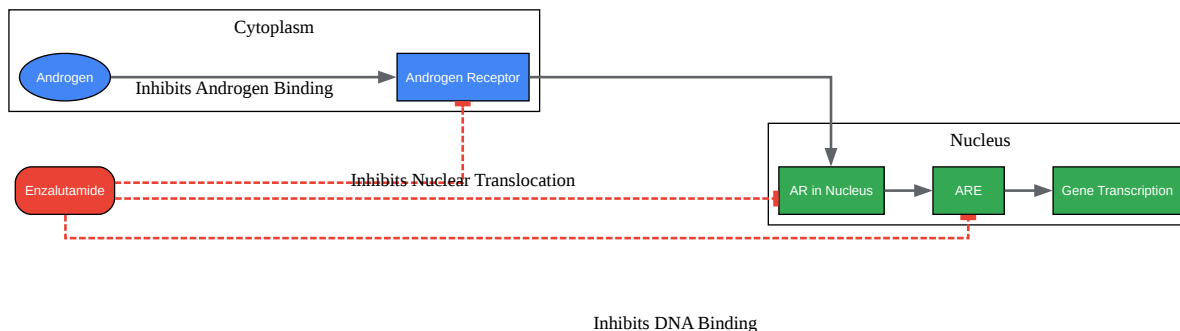 Cytoplasm
Androgen
Androgen Receptor
Inhibits Androgen Binding
Nucleus
Enzalutamide
Inhibits Nuclear Translocation
AR in Nucleus
ARE
Gene Transcription
Inhibits DNA Binding